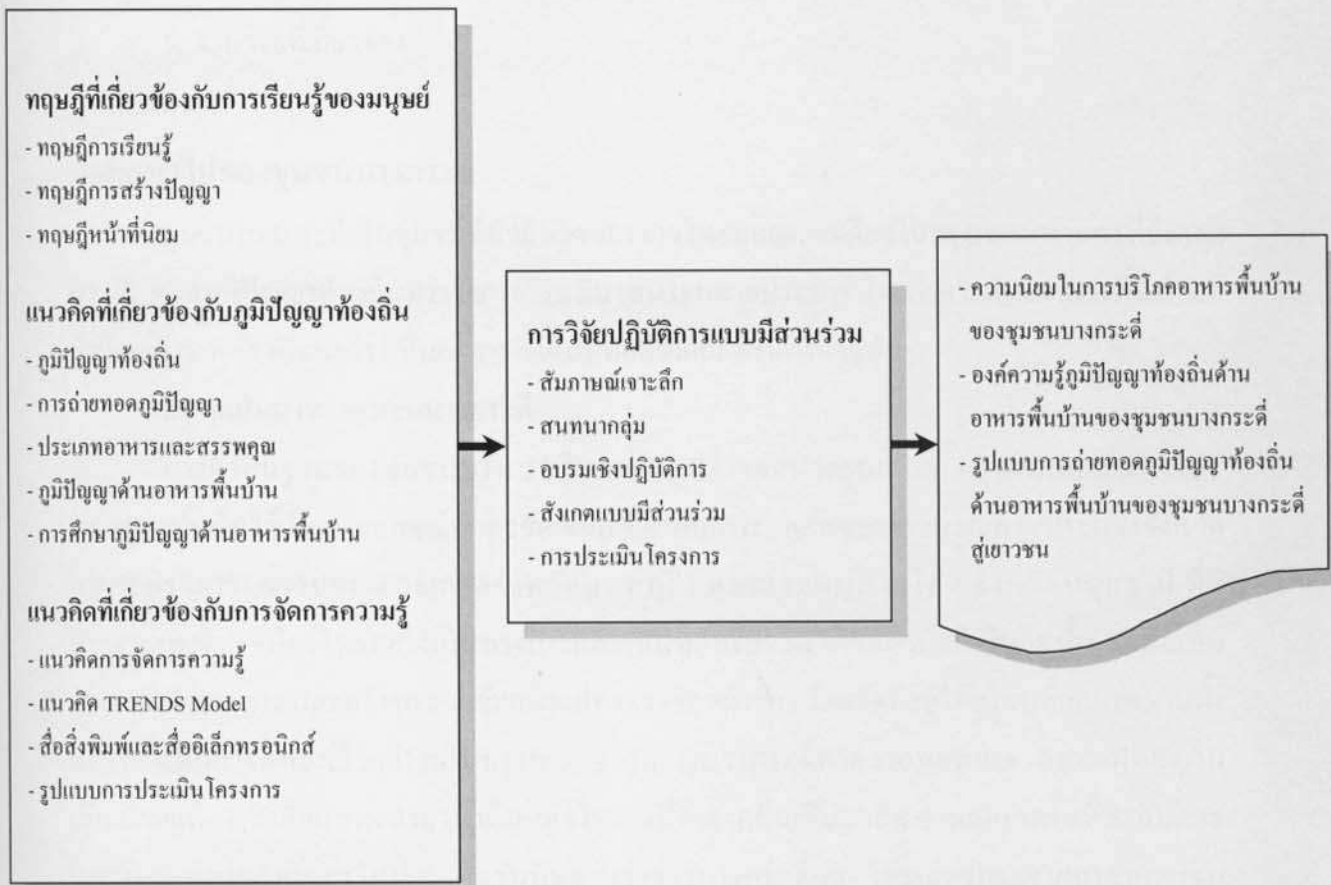 ทฤษฎีที่เกี่ยวข้องกับการเรียนรู้ของมนุษย์
- ทฤษฎีการเรียนรู้
- ทฤษฎีการสร้างปัญญา
- ทฤษฎีหน้าที่นิยม
แนวคิดที่เกี่ยวข้องกับภูมิปัญญาท้องถิ่น
- ภูมิปัญญาท้องถิ่น
- การถ่ายทอดภูมิปัญญา
- ประเภทอาหารและสรรพคุณ
- ภูมิปัญญาด้านอาหารพื้นบ้าน
- การศึกษาภูมิปัญญาด้านอาหารพื้นบ้าน
แนวคิดที่เกี่ยวข้องกับการจัดการความรู้
- แนวคิดการจัดการความรู้
- แนวคิด TRENDS Model
- สื่อสิ่งพิมพ์และสื่ออิเล็กทรอนิกส์
- รูปแบบการประเมินโครงการ
การวิจัยปฏิบัติการแบบมีส่วนร่วม
- สัมภาษณ์เจาะลึก
- สนทนากลุ่ม
- อบรมเชิงปฏิบัติการ
- สังเกตแบบมีส่วนร่วม
- การประเมินโครงการ
- ความนิยมในการบริโภคอาหารพื้นบ้าน
ของชุมชนบางกระดี่
- องค์ความรู้ภูมิปัญญาท้องถิ่นด้าน
อาหารพื้นบ้านของชุมชนบางกระดี่
- รูปแบบการถ่ายทอดภูมิปัญญาท้องถิ่น
ด้านอาหารพื้นบ้านของชุมชนบางกระดี่
สู่เยาวชน